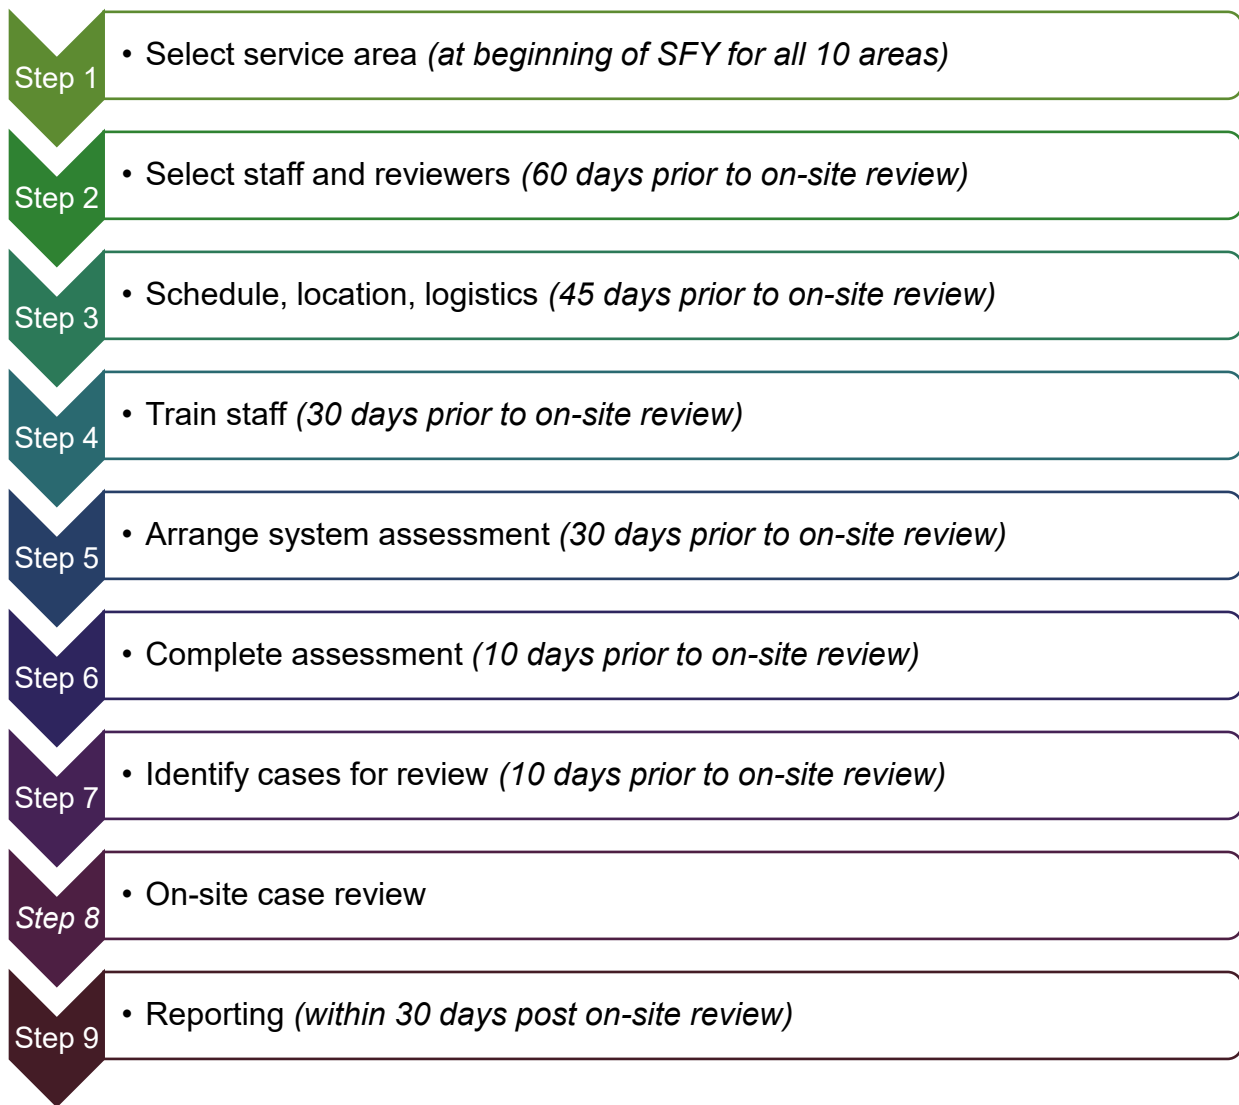 Step 1
• Select service area (at beginning of SFY for all 10 areas)
Step 2
• Select staff and reviewers (60 days prior to on-site review)
Step 3
• Schedule, location, logistics (45 days prior to on-site review)
Step 4
• Train staff (30 days prior to on-site review)
Step 5
• Arrange system assessment (30 days prior to on-site review)
Step 6
• Complete assessment (10 days prior to on-site review)
Step 7
• Identify cases for review (10 days prior to on-site review)
Step 8
• On-site case review
Step 9
• Reporting (within 30 days post on-site review)